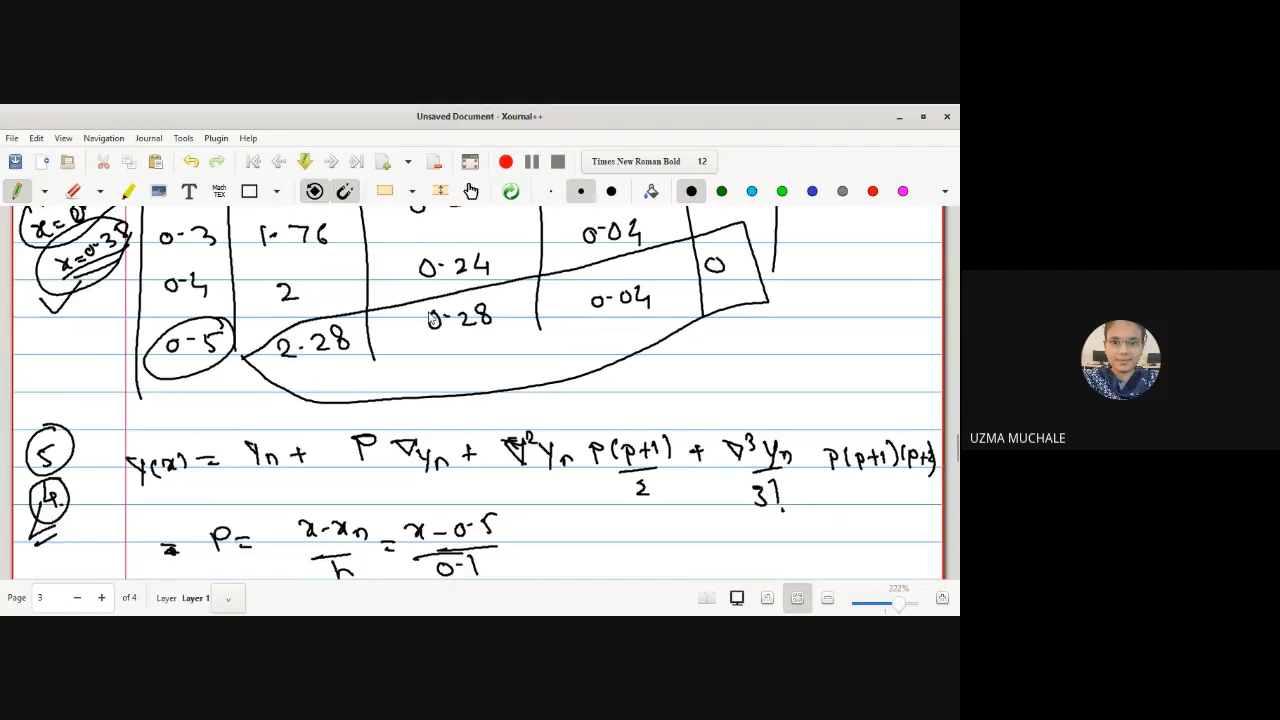 Unsaved Document - Xournal++
File Edit View Navigation Journal Tools Plugin Help
Times New Roman Bold 12
0-3 1.76 0-04
x=0-38
0-24 0
0-4 2 0-04
0-28
0-5 2.28
UZMA MUCHALE
5 y(x) = yn + P ∇yn + ∇²yn p(p+1)/2 + ∇³yn/3! p(p+1)(p+2)
4.
= P = x-xn/h = x-0.5/0-1
Page 3 of 4 Layer Layer 1 222%